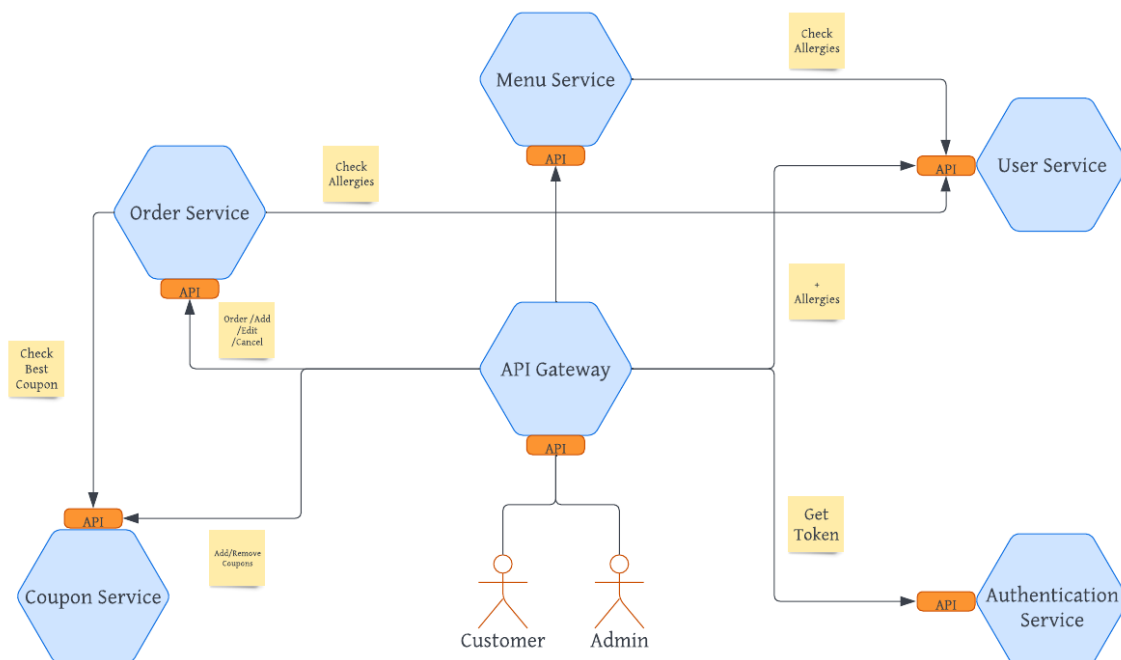 Check
Allergies
Menu Service
API
Check
Allergies
API
User Service
Order Service
API
+
Allergies
Order /Add
/Edit
/Cancel
Check
Best
Coupon
API Gateway
API
API
Get
Token
Add/Remove
Coupons
Coupon Service
API
Authentication
Service
Customer
Admin